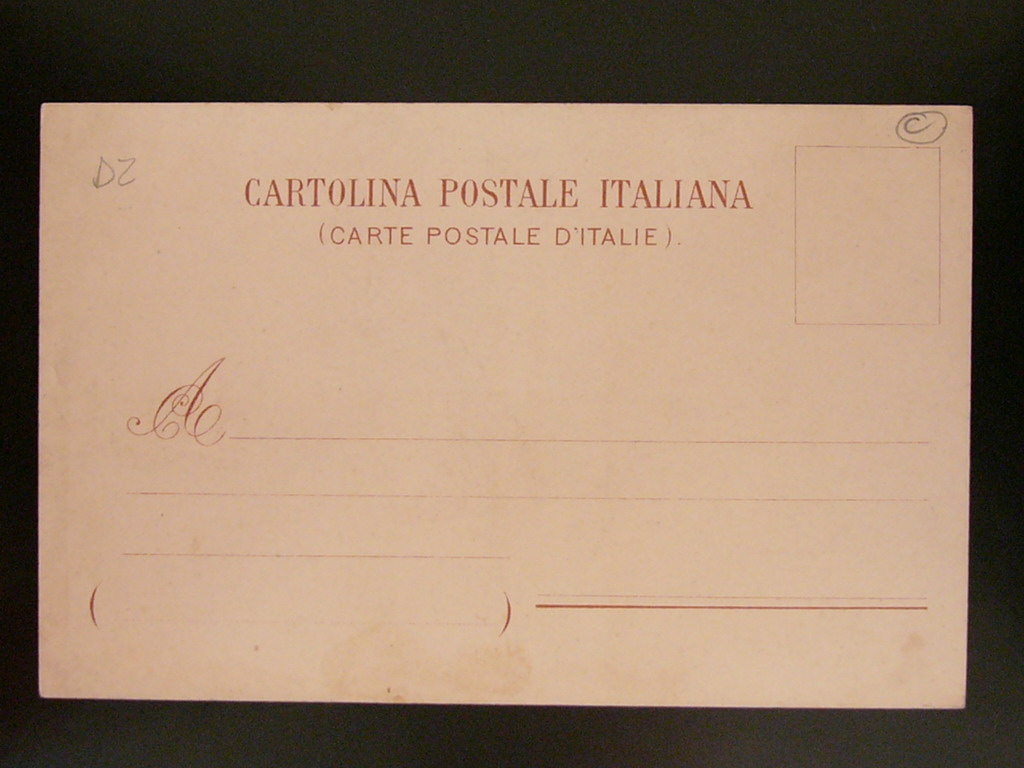 ©
DZ
CARTOLINA POSTALE ITALIANA
(CARTE POSTALE D'ITALIE).
A
( )